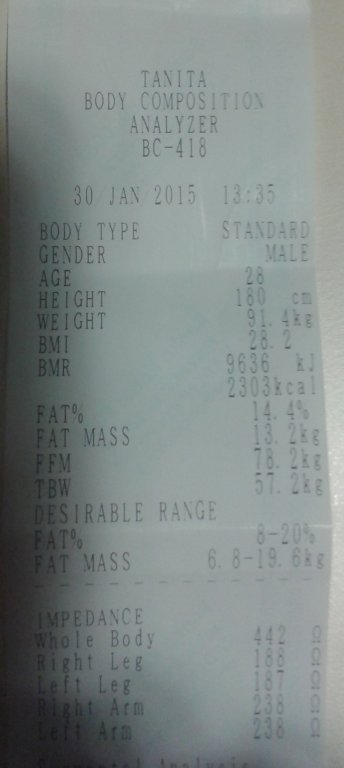 TANITA
BODY COMPOSITION
ANALYZER
BC-418
30/JAN/2015 13:35
BODY TYPE STANDARD
GENDER MALE
AGE 28
HEIGHT 180 cm
WEIGHT 91.4kg
BMI 28.2
BMR 9636 kJ
2303kcal
FAT% 14.4%
FAT MASS 13.2kg
FFM 78.2kg
TBW 57.2kg
DESIRABLE RANGE
FAT% 8-20%
FAT MASS 6.8-19.6kg
IMPEDANCE
Whole Body 442 Ω
Right Leg 188 Ω
Left Leg 187 Ω
Right Arm 238 Ω
Left Arm 238 Ω
Segmental Analysis